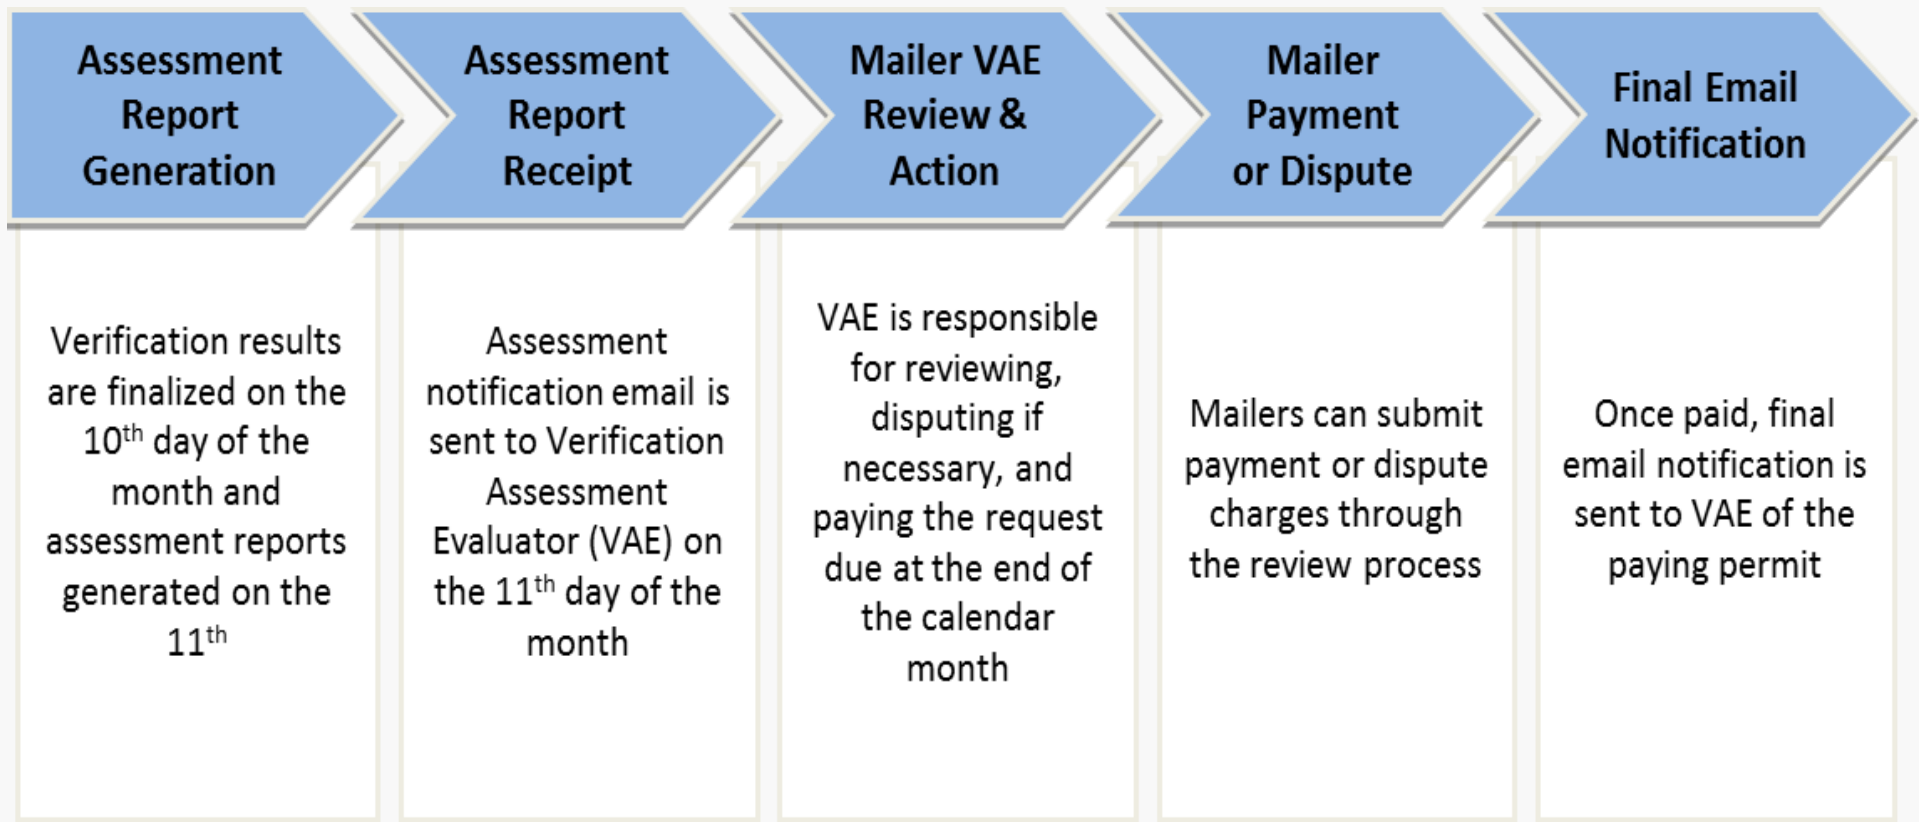 Assessment
Report
Generation
Assessment
Report
Receipt
Mailer VAE
Review &
Action
Mailer
Payment
or Dispute
Final Email
Notification
Verification results
are finalized on the
10th day of the
month and
assessment reports
generated on the
11th
Assessment
notification email is
sent to Verification
Assessment
Evaluator (VAE) on
the 11th day of the
month
VAE is responsible
for reviewing,
disputing if
necessary, and
paying the request
due at the end of
the calendar
month
Mailers can submit
payment or dispute
charges through
the review process
Once paid, final
email notification is
sent to VAE of the
paying permit